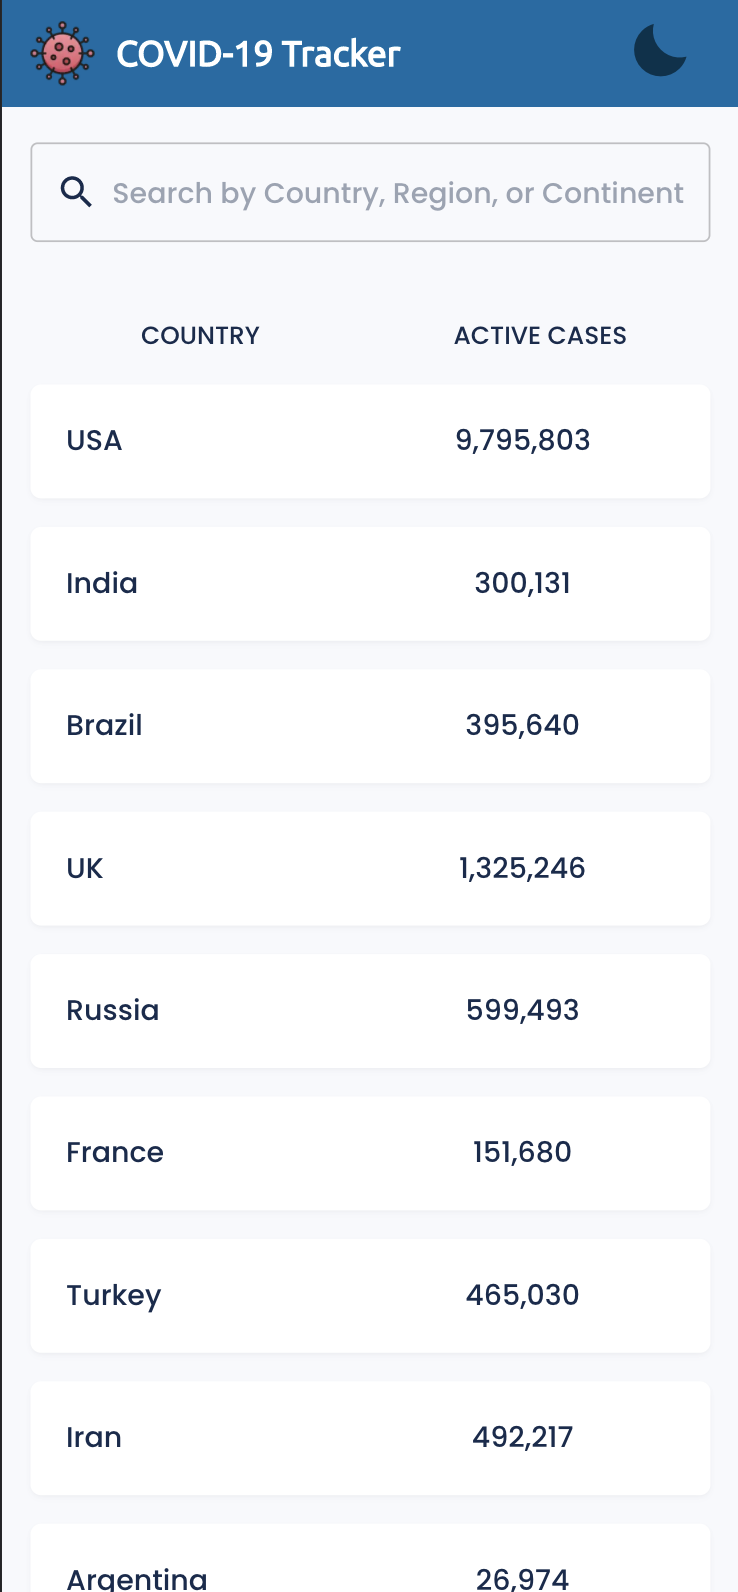 COVID-19 Tracker
Search by Country, Region, or Continent
COUNTRY ACTIVE CASES
USA 9,795,803
India 300,131
Brazil 395,640
UK 1,325,246
Russia 599,493
France 151,680
Turkey 465,030
Iran 492,217
Argentina 26,974